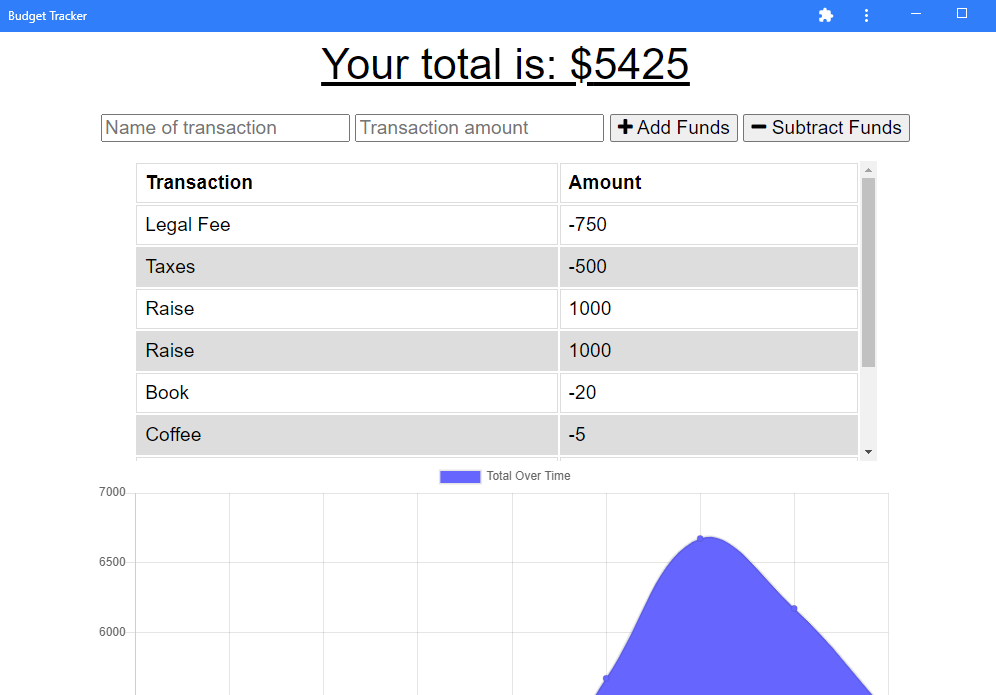 Budget Tracker
Your total is: $5425
Name of transaction Transaction amount Add Funds Subtract Funds
Transaction Amount
Legal Fee -750
Taxes -500
Raise 1000
Raise 1000
Book -20
Coffee -5
Total Over Time
7000
6500
6000